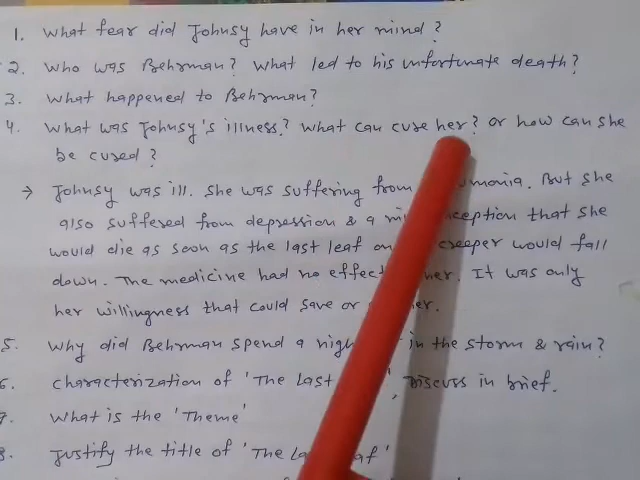 1. What fear did Johnsy have in her mind?
2. Who was Behrman? What led to his unfortunate death?
3. What happened to Behrman?
4. What was Johnsy's illness? What can cure her? or how can she
be cured?
→ Johnsy was ill. She was suffering from monia. But she
also suffered from depression & a ception that she
would die as soon as the last leaf on creeper would fall
down. The medicine had no effect her. It was only
her willingness that could save or her.
5. Why did Behrman spend a in the storm & rain?
6. Characterization of 'The Last ', Discuss in brief.
7. What is the 'Theme'
8. Justify the title of 'The af'